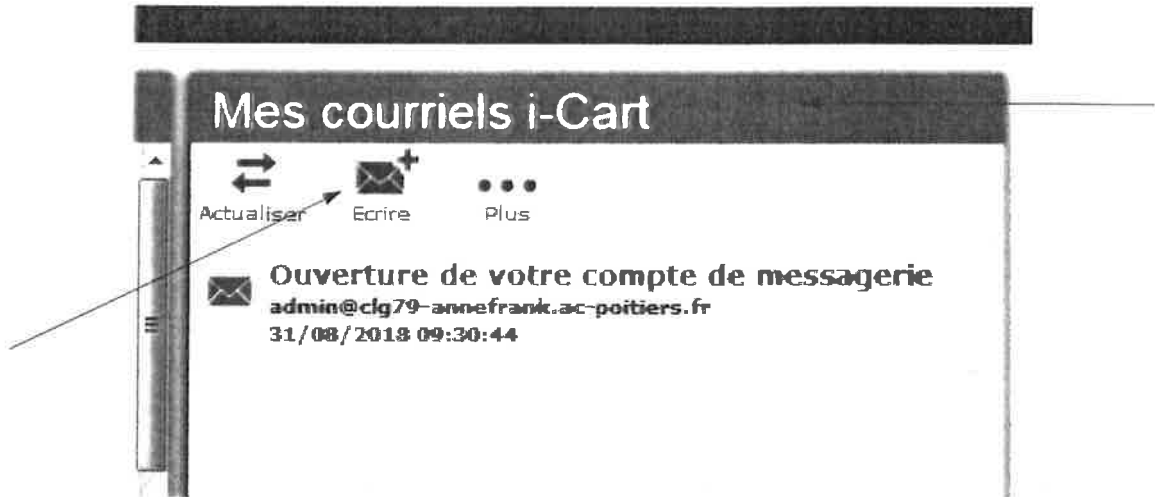 Mes courriels i-Cart
Actualiser Ecrire Plus
Ouverture de votre compte de messagerie
admin@clg79-annefrank.ac-poitiers.fr
31/08/2018 09:30:44